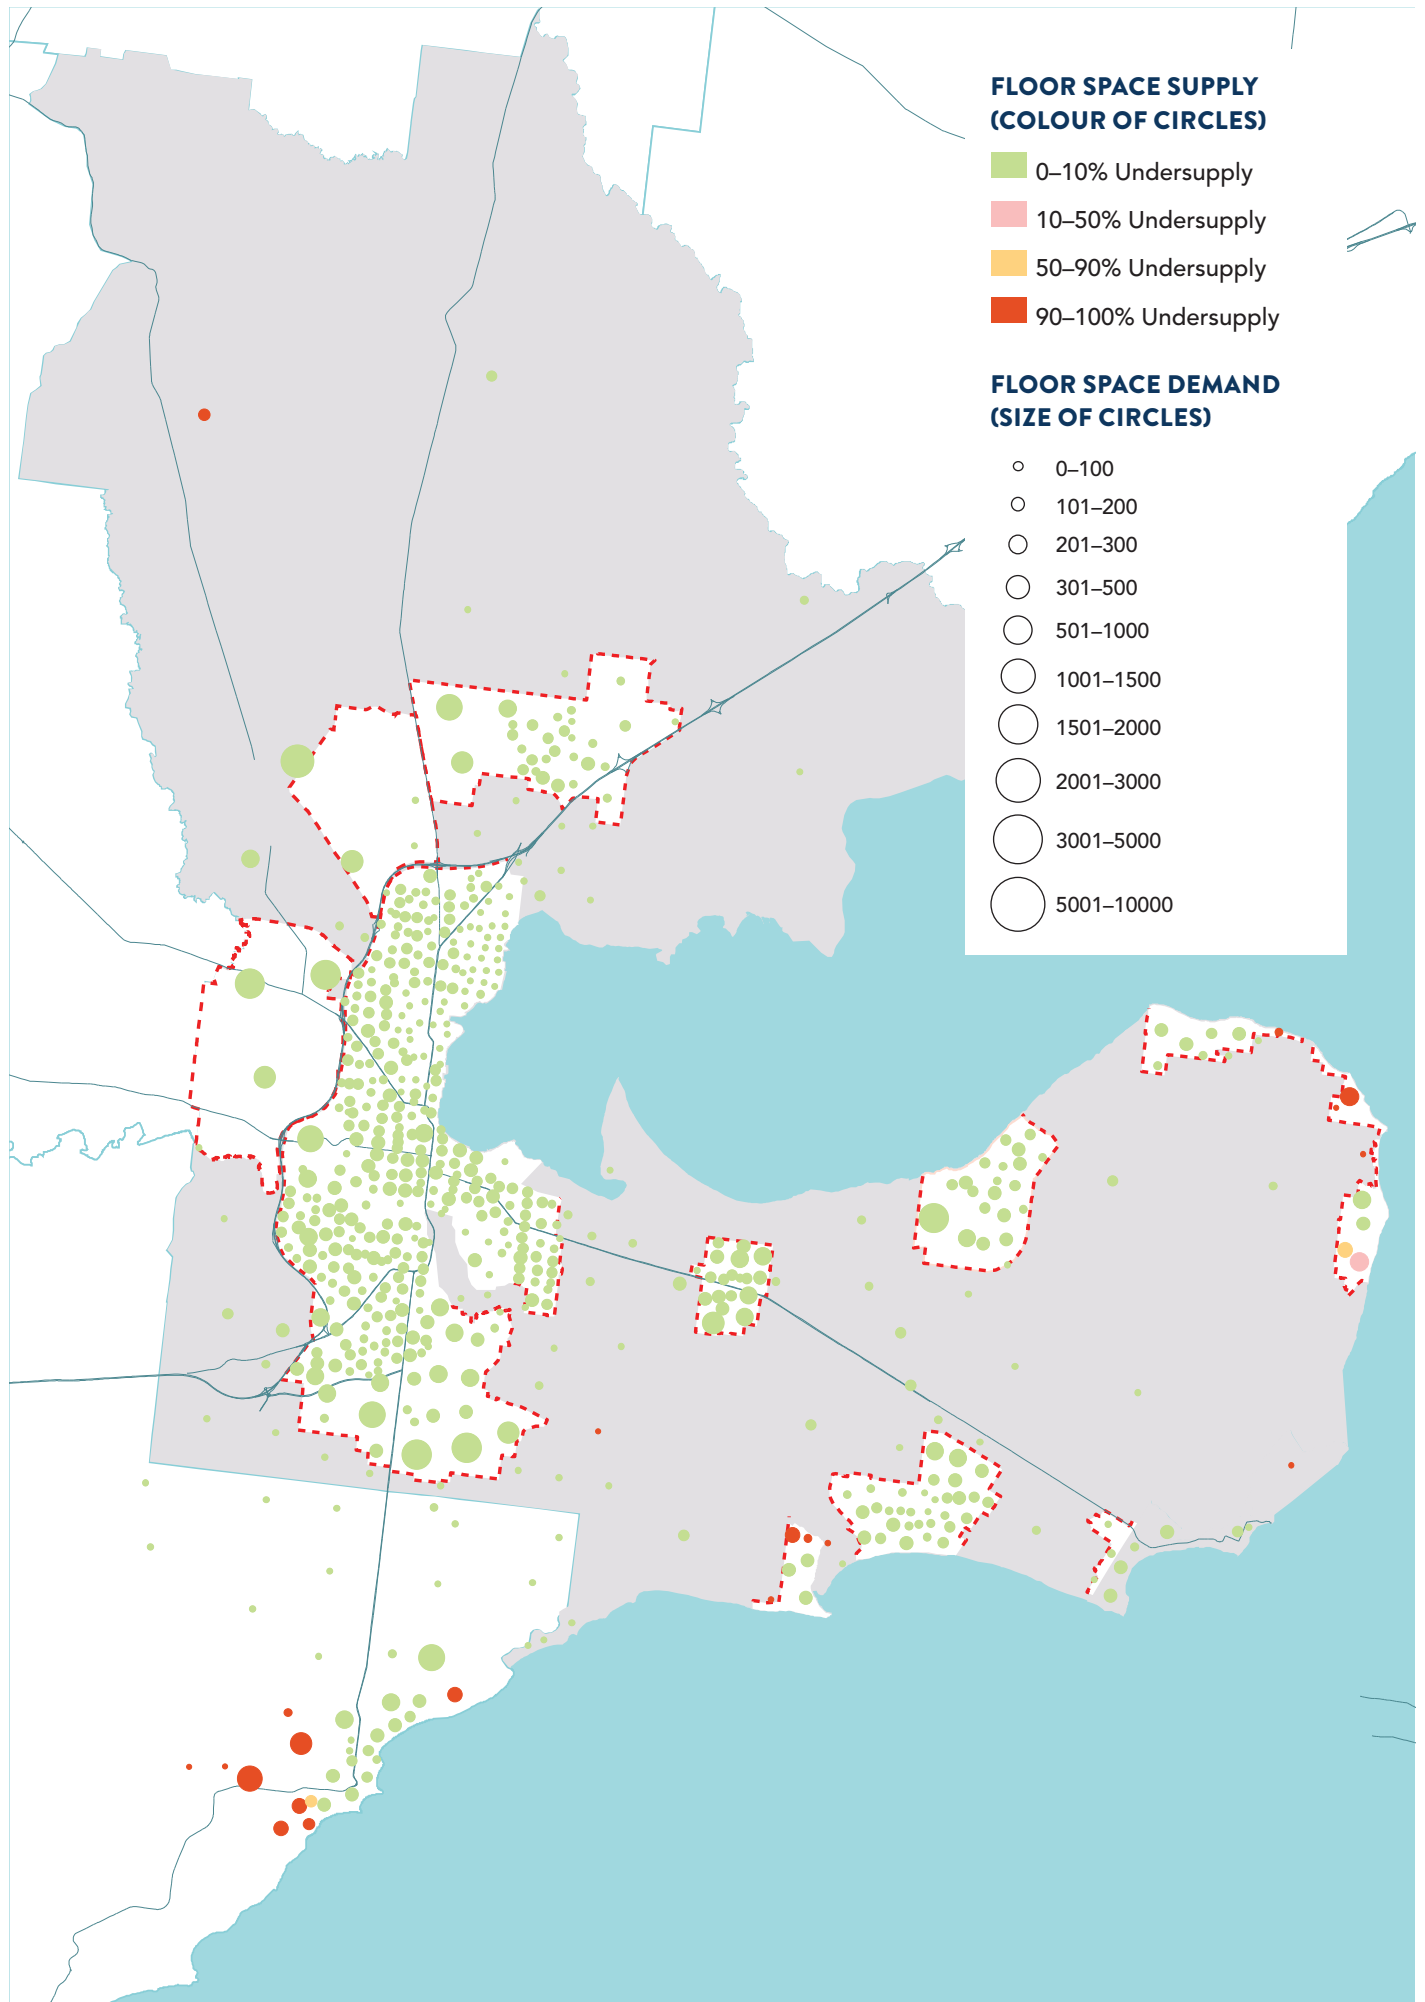 FLOOR SPACE SUPPLY
(COLOUR OF CIRCLES)
0–10% Undersupply
10–50% Undersupply
50–90% Undersupply
90–100% Undersupply
FLOOR SPACE DEMAND
(SIZE OF CIRCLES)
0–100
101–200
201–300
301–500
501–1000
1001–1500
1501–2000
2001–3000
3001–5000
5001–10000